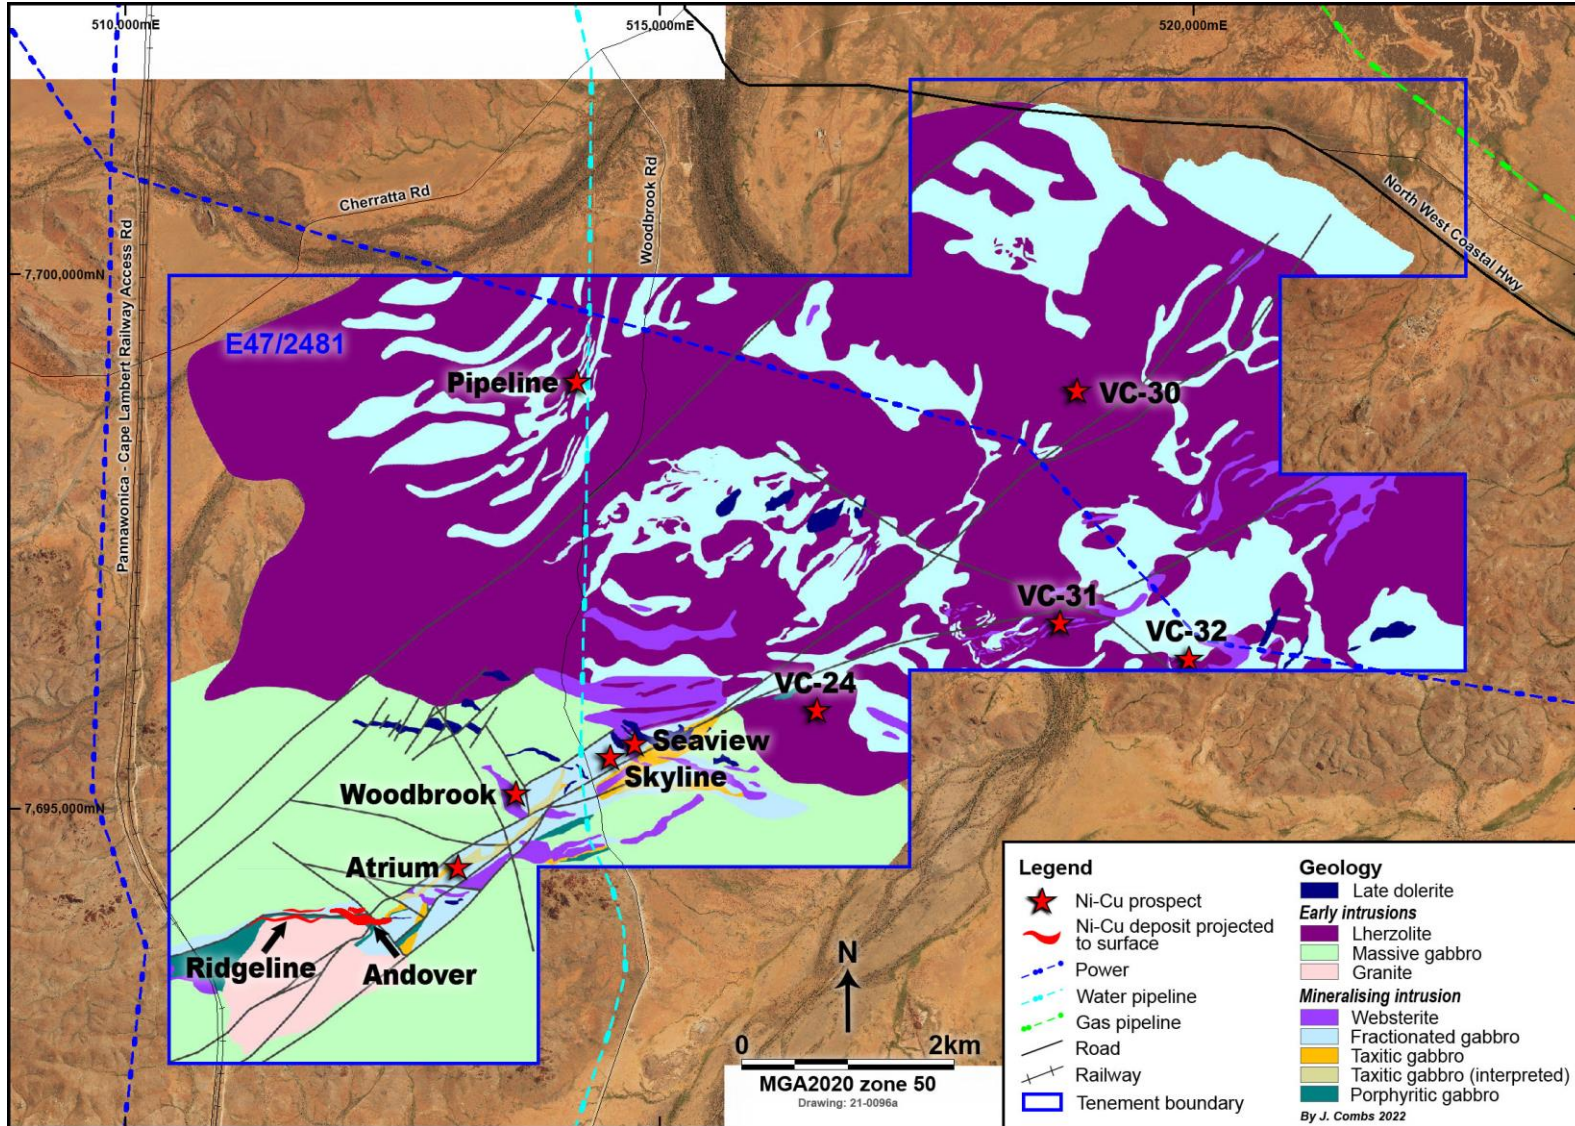 510,000mE
515,000mE
520,000mE
Cherratta Rd
Woodbrook Rd
North West Coastal Hwy
Pannawonica - Cape Lambert Railway Access Rd
7,700,000mN
E47/2481
Pipeline
VC-30
VC-31
VC-32
VC-24
Seaview
Skyline
Woodbrook
7,695,000mN
Atrium
Ridgeline
Andover
N
0 2km
MGA2020 zone 50
Drawing: 21-0096a
Legend
Ni-Cu prospect
Ni-Cu deposit projected
to surface
Power
Water pipeline
Gas pipeline
Road
Railway
Tenement boundary
Geology
Late dolerite
Early intrusions
Lherzolite
Massive gabbro
Granite
Mineralising intrusion
Websterite
Fractionated gabbro
Taxitic gabbro
Taxitic gabbro (interpreted)
Porphyritic gabbro
By J. Combs 2022